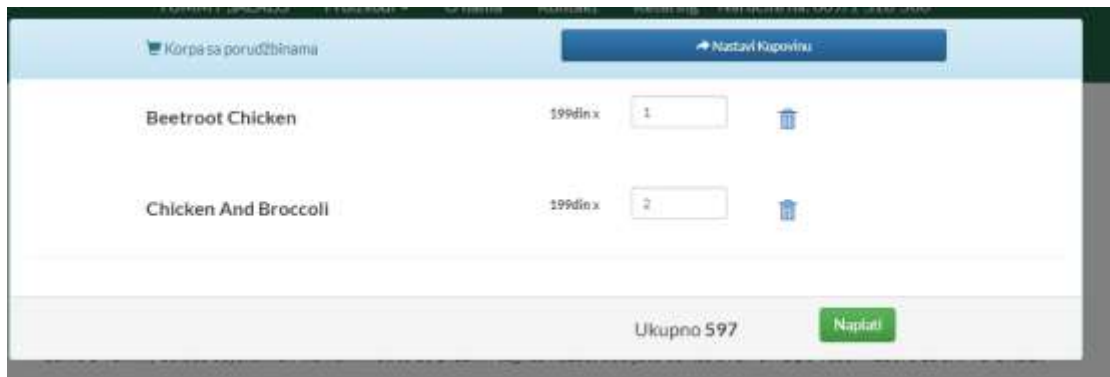 Korpa sa porudžbinama
Nastavi Kupovinu
Beetroot Chicken
199din x
1
Chicken And Broccoli
199din x
2
Ukupno 597
Naplati